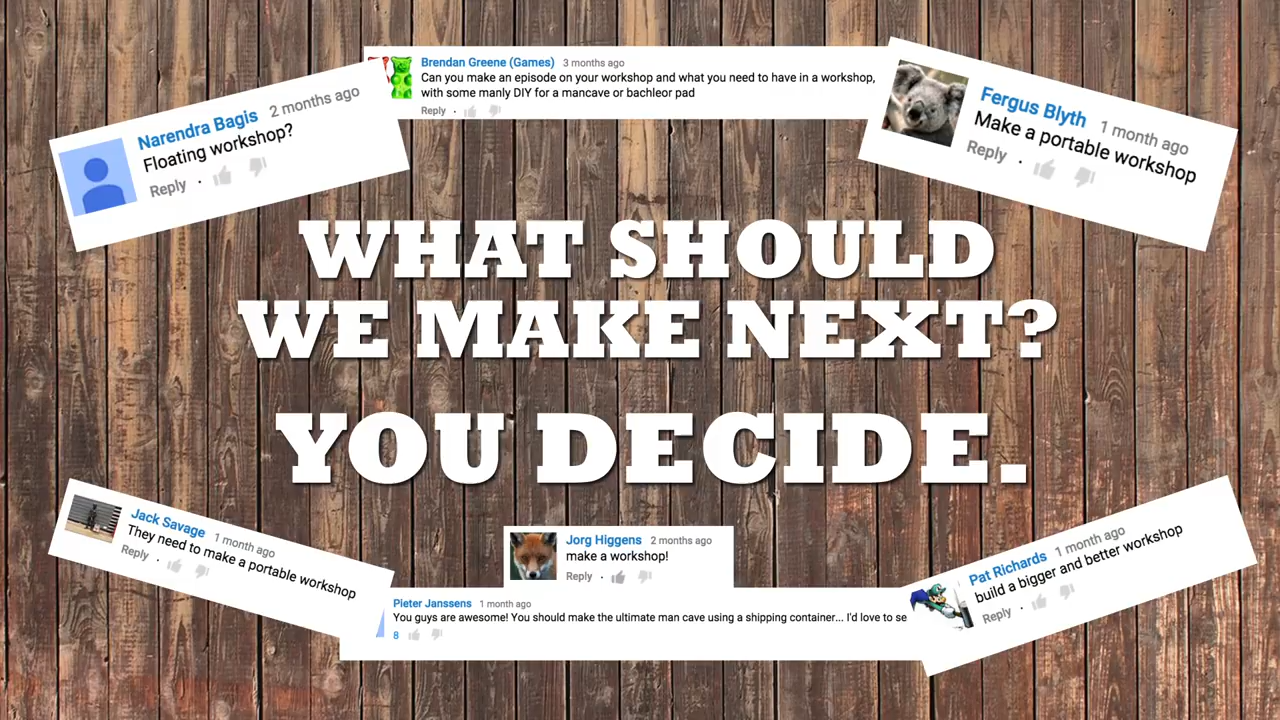 Brendan Greene (Games) 3 months ago
Can you make an episode on your workshop and what you need to have in a workshop,
with some manly DIY for a mancave or bachleor pad
Reply
Narendra Bagis 2 months ago
Floating workshop?
Reply
Fergus Blyth 1 month ago
Make a portable workshop
Reply
WHAT SHOULD
WE MAKE NEXT?
YOU DECIDE.
Jack Savage 1 month ago
They need to make a portable workshop
Reply
Jorg Higgens 2 months ago
make a workshop!
Reply
Pieter Janssens 1 month ago
You guys are awesome! You should make the ultimate man cave using a shipping container... I'd love to se
8
Pat Richards 1 month ago
build a bigger and better workshop
Reply